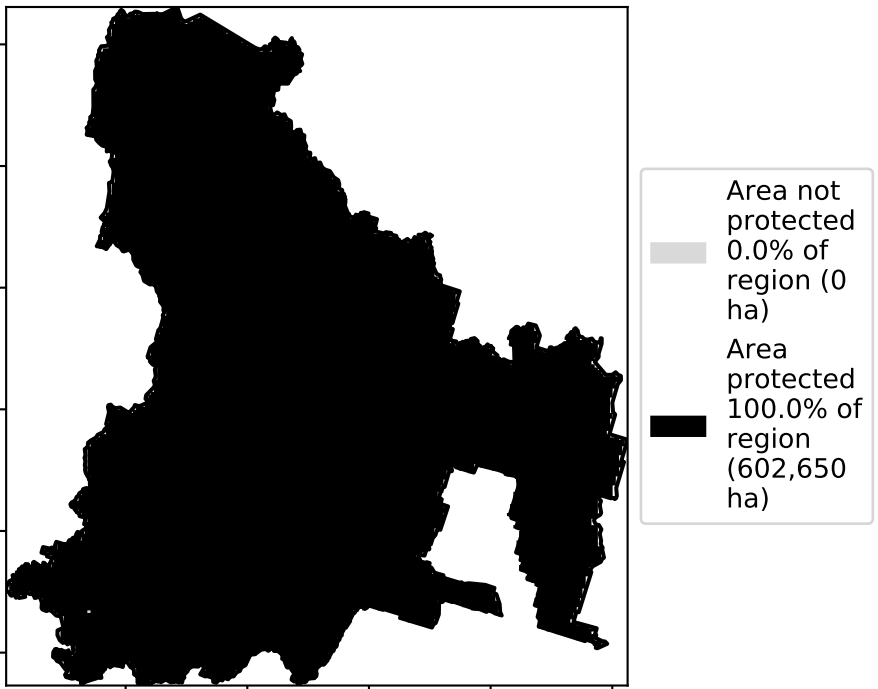 Area not
protected
0.0% of
region (0
ha)
Area
protected
100.0% of
region
(602,650
ha)